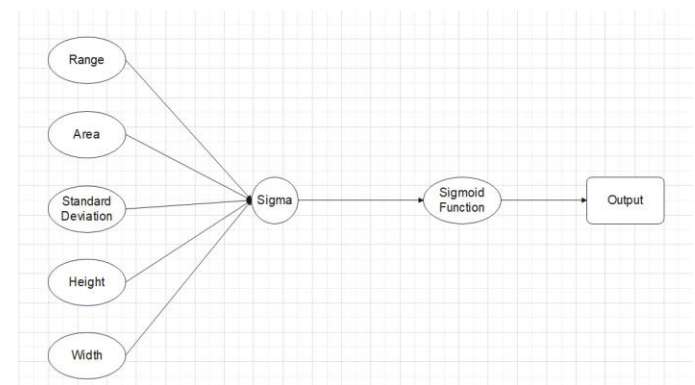 Range
Area
Standard
Deviation
Height
Width
Sigma
Sigmoid
Function
Output